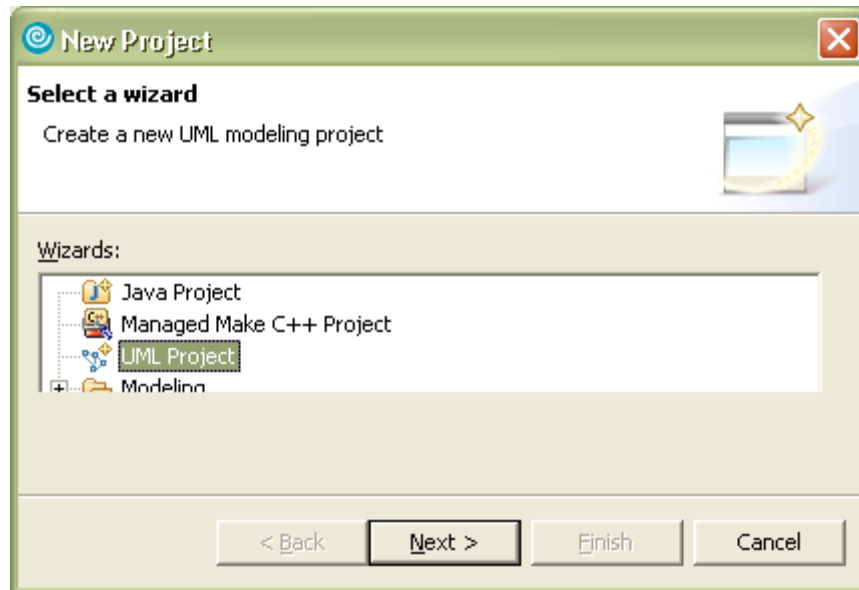 New Project
Select a wizard
Create a new UML modeling project
Wizards:
Java Project
C++
Managed Make C++ Project
UML Project
Modeling
< Back Next > Finish Cancel